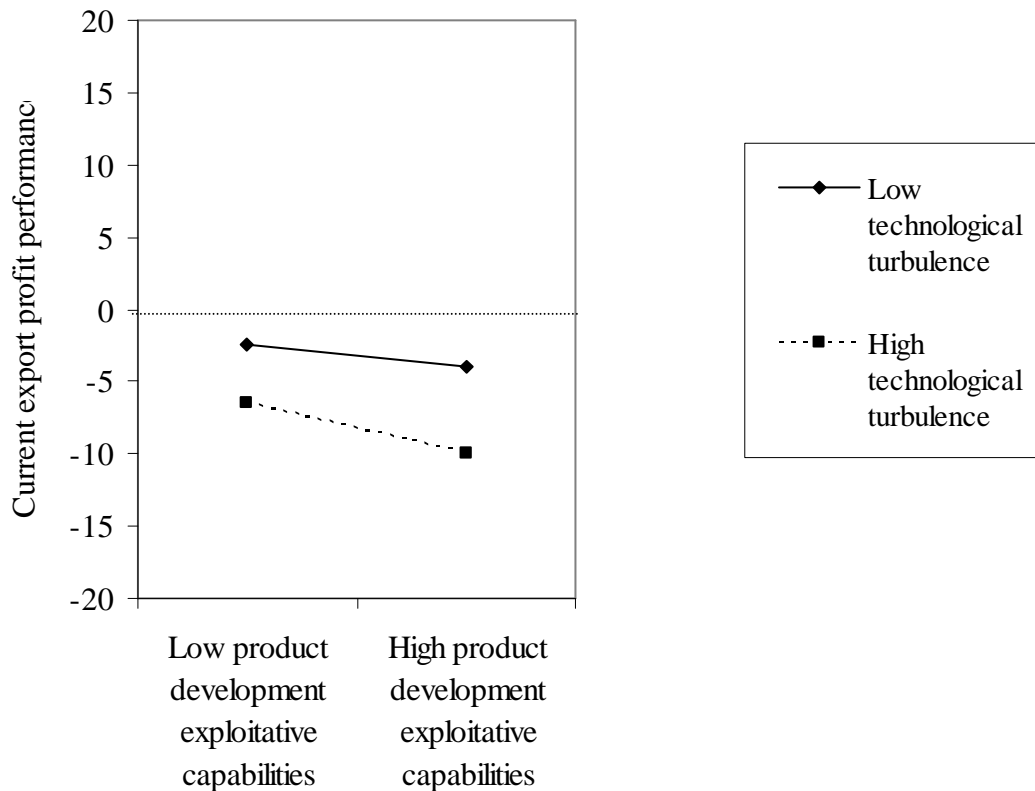 20
15
10
5
0
-5
-10
-15
-20
Current export profit performanc
Low product
development
exploitative
capabilities
High product
development
exploitative
capabilities
Low
technological
turbulence
High
technological
turbulence